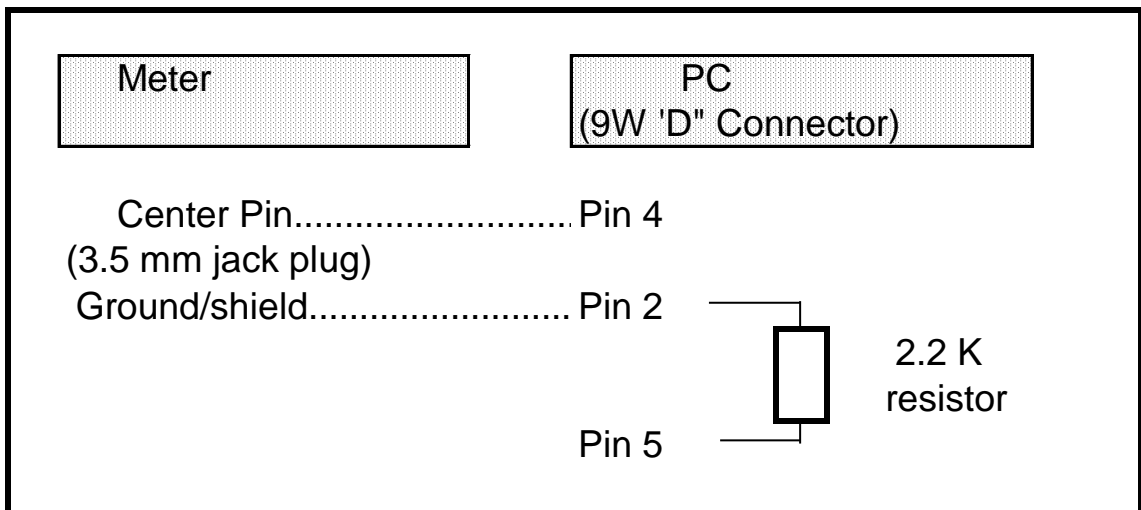 Meter
PC
(9W 'D" Connector)
Center Pin........................... Pin 4
(3.5 mm jack plug)
Ground/shield.......................... Pin 2
2.2 K
resistor
Pin 5